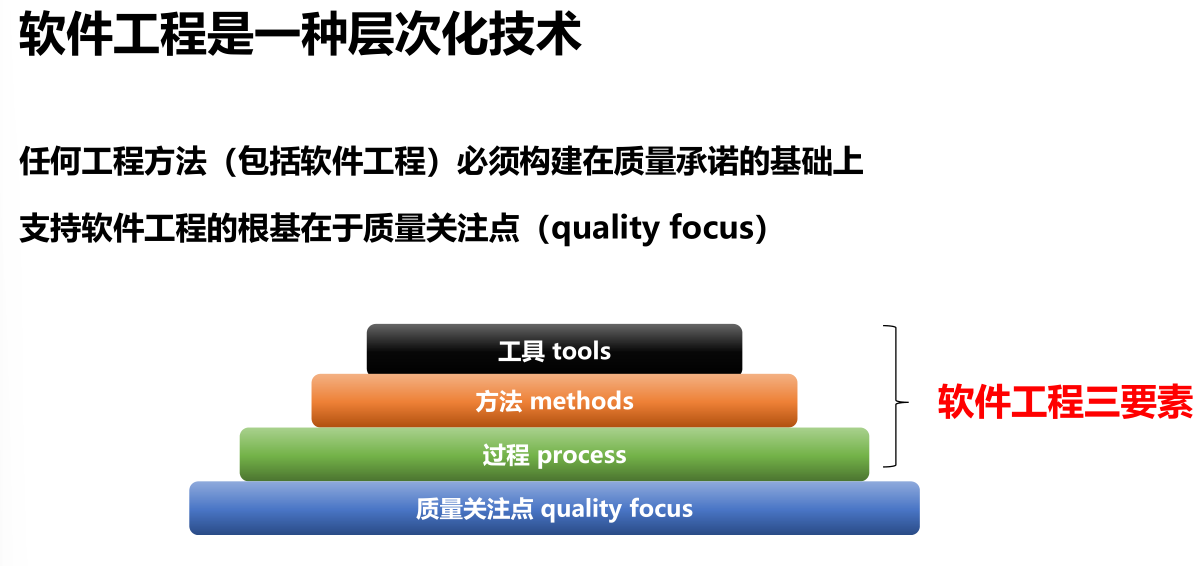 软件工程是一种层次化技术
任何工程方法（包括软件工程）必须构建在质量承诺的基础上
支持软件工程的根基在于质量关注点（quality focus）
工具 tools
方法 methods
过程 process
质量关注点 quality focus
软件工程三要素